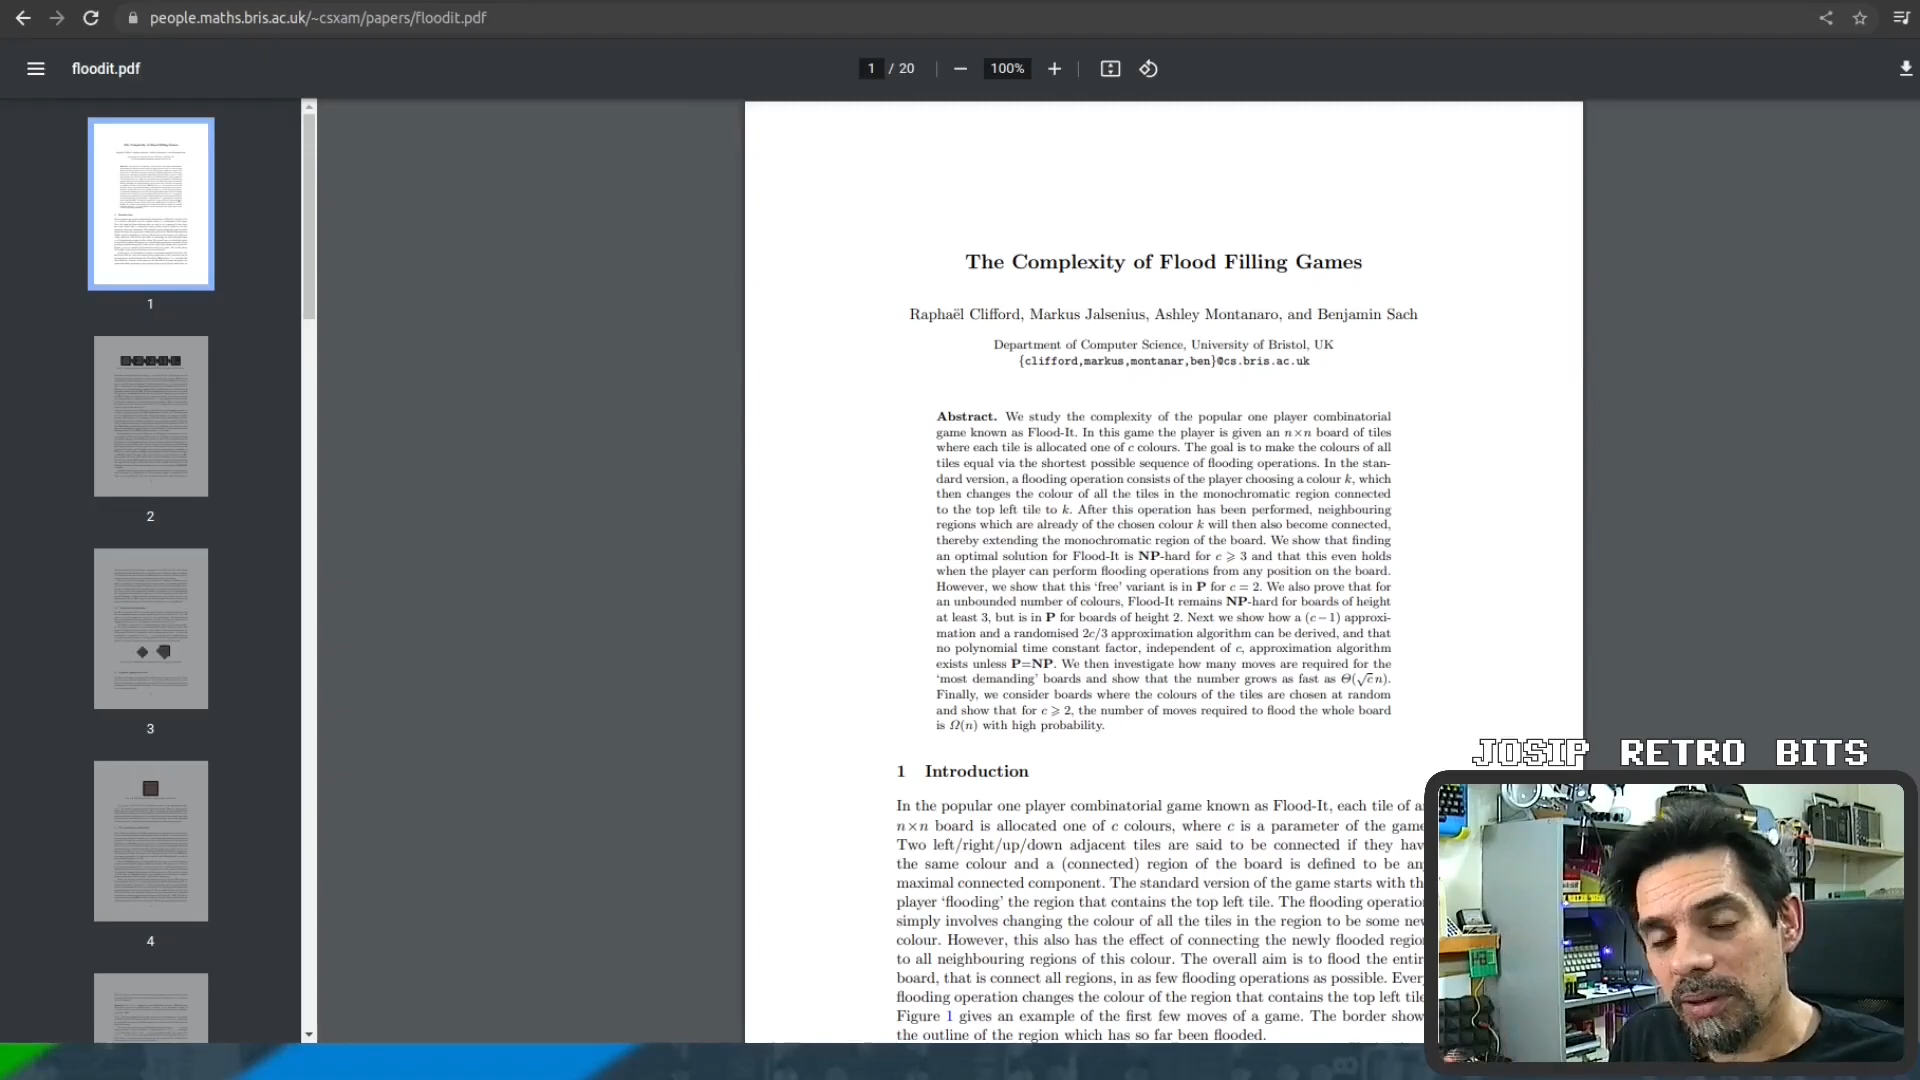 people.maths.bris.ac.uk/~csxam/papers/floodit.pdf
floodit.pdf
1 / 20
100%
1
2
3
4
The Complexity of Flood Filling Games
Raphaël Clifford, Markus Jalsenius, Ashley Montanaro, and Benjamin Sach
Department of Computer Science, University of Bristol, UK
{clifford,markus,montanar,ben}@cs.bris.ac.uk
Abstract. We study the complexity of the popular one player combinatorial
game known as Flood-It. In this game the player is given an n×n board of tiles
where each tile is allocated one of c colours. The goal is to make the colours of all
tiles equal via the shortest possible sequence of flooding operations. In the stan-
dard version, a flooding operation consists of the player choosing a colour k, which
then changes the colour of all the tiles in the monochromatic region connected
to the top left tile to k. After this operation has been performed, neighbouring
regions which are already of the chosen colour k will then also become connected,
thereby extending the monochromatic region of the board. We show that finding
an optimal solution for Flood-It is NP-hard for c ⩾ 3 and that this even holds
when the player can perform flooding operations from any position on the board.
However, we show that this ‘free’ variant is in P for c = 2. We also prove that for
an unbounded number of colours, Flood-It remains NP-hard for boards of height
at least 3, but is in P for boards of height 2. Next we show how a (c−1) approxi-
mation and a randomised 2c/3 approximation algorithm can be derived, and that
no polynomial time constant factor, independent of c, approximation algorithm
exists unless P=NP. We then investigate how many moves are required for the
‘most demanding’ boards and show that the number grows as fast as Θ(√c n).
Finally, we consider boards where the colours of the tiles are chosen at random
and show that for c ⩾ 2, the number of moves required to flood the whole board
is Ω(n) with high probability.
1 Introduction
In the popular one player combinatorial game known as Flood-It, each tile of a
n×n board is allocated one of c colours, where c is a parameter of the game
Two left/right/up/down adjacent tiles are said to be connected if they hav
the same colour and a (connected) region of the board is defined to be an
maximal connected component. The standard version of the game starts with th
player ‘flooding’ the region that contains the top left tile. The flooding operatio
simply involves changing the colour of all the tiles in the region to be some new
colour. However, this also has the effect of connecting the newly flooded regio
to all neighbouring regions of this colour. The overall aim is to flood the entir
board, that is connect all regions, in as few flooding operations as possible. Ever
flooding operation changes the colour of the region that contains the top left tile
Figure 1 gives an example of the first few moves of a game. The border show
the outline of the region which has so far been flooded.
JOSIP RETRO BITS